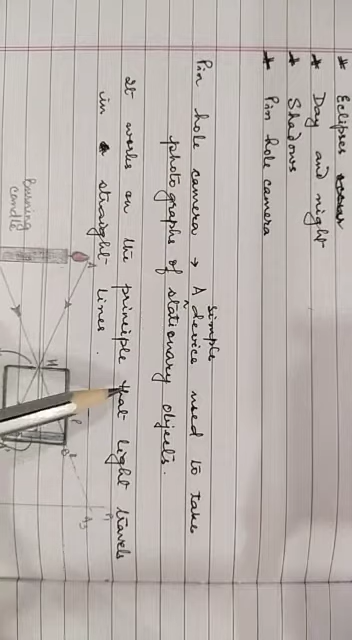 * Eclipses
* Day and night
* Shadows
* Pin hole camera
Pin hole camera → A simple device used to take
photographs of stationary objects.
It works on the principle that light travels
in straight lines.
Burning
candle
A
H